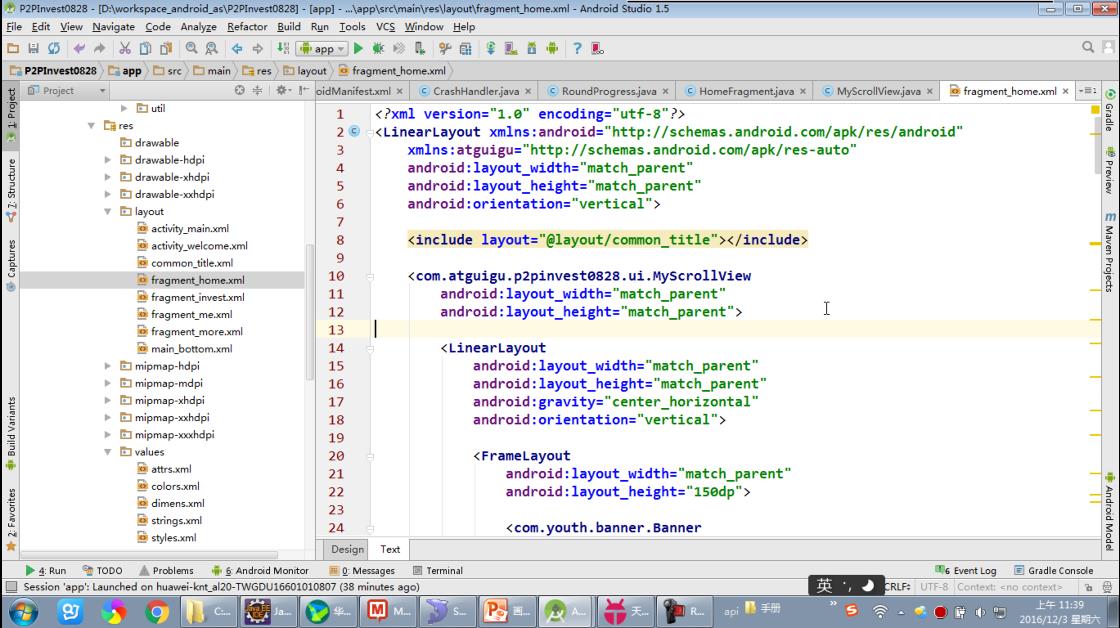 P2PInvest0828 - [D:\workspace_android_as\P2PInvest0828] - [app] - ...\app\src\main\res\layout\fragment_home.xml - Android Studio 1.5
File Edit View Navigate Code Analyze Refactor Build Run Tools VCS Window Help
app
P2PInvest0828 app src main res layout fragment_home.xml
Project
oidManifest.xml CrashHandler.java RoundProgress.java HomeFragment.java MyScrollView.java fragment_home.xml
1: Project
7: Structure
Captures
Build Variants
2: Favorites
util
res
drawable
drawable-hdpi
drawable-xhdpi
drawable-xxhdpi
layout
activity_main.xml
activity_welcome.xml
common_title.xml
fragment_home.xml
fragment_invest.xml
fragment_me.xml
fragment_more.xml
main_bottom.xml
mipmap-hdpi
mipmap-mdpi
mipmap-xhdpi
mipmap-xxhdpi
mipmap-xxxhdpi
values
attrs.xml
colors.xml
dimens.xml
strings.xml
styles.xml
1 <?xml version="1.0" encoding="utf-8"?>
2 <LinearLayout xmlns:android="http://schemas.android.com/apk/res/android"
3 xmlns:atguigu="http://schemas.android.com/apk/res-auto"
4 android:layout_width="match_parent"
5 android:layout_height="match_parent"
6 android:orientation="vertical">
7
8 <include layout="@layout/common_title"></include>
9
10 <com.atguigu.p2pinvest0828.ui.MyScrollView
11 android:layout_width="match_parent"
12 android:layout_height="match_parent">
13
14 <LinearLayout
15 android:layout_width="match_parent"
16 android:layout_height="match_parent"
17 android:gravity="center_horizontal"
18 android:orientation="vertical">
19
20 <FrameLayout
21 android:layout_width="match_parent"
22 android:layout_height="150dp">
23
24 <com.youth.banner.Banner
Gradle
Preview
Maven Projects
Android Model
Design Text
4: Run TODO Problems 6: Android Monitor 0: Messages Terminal 6 Event Log Gradle Console
Session 'app': Launched on huawei-knt_al20-TWGDU16601010807 (38 minutes ago) CRLF÷ UTF-8 Context: <no context>
英
C... Ja... 华... M... S... 画... A... 天... R... api 手册
上午 11:39
2016/12/3 星期六